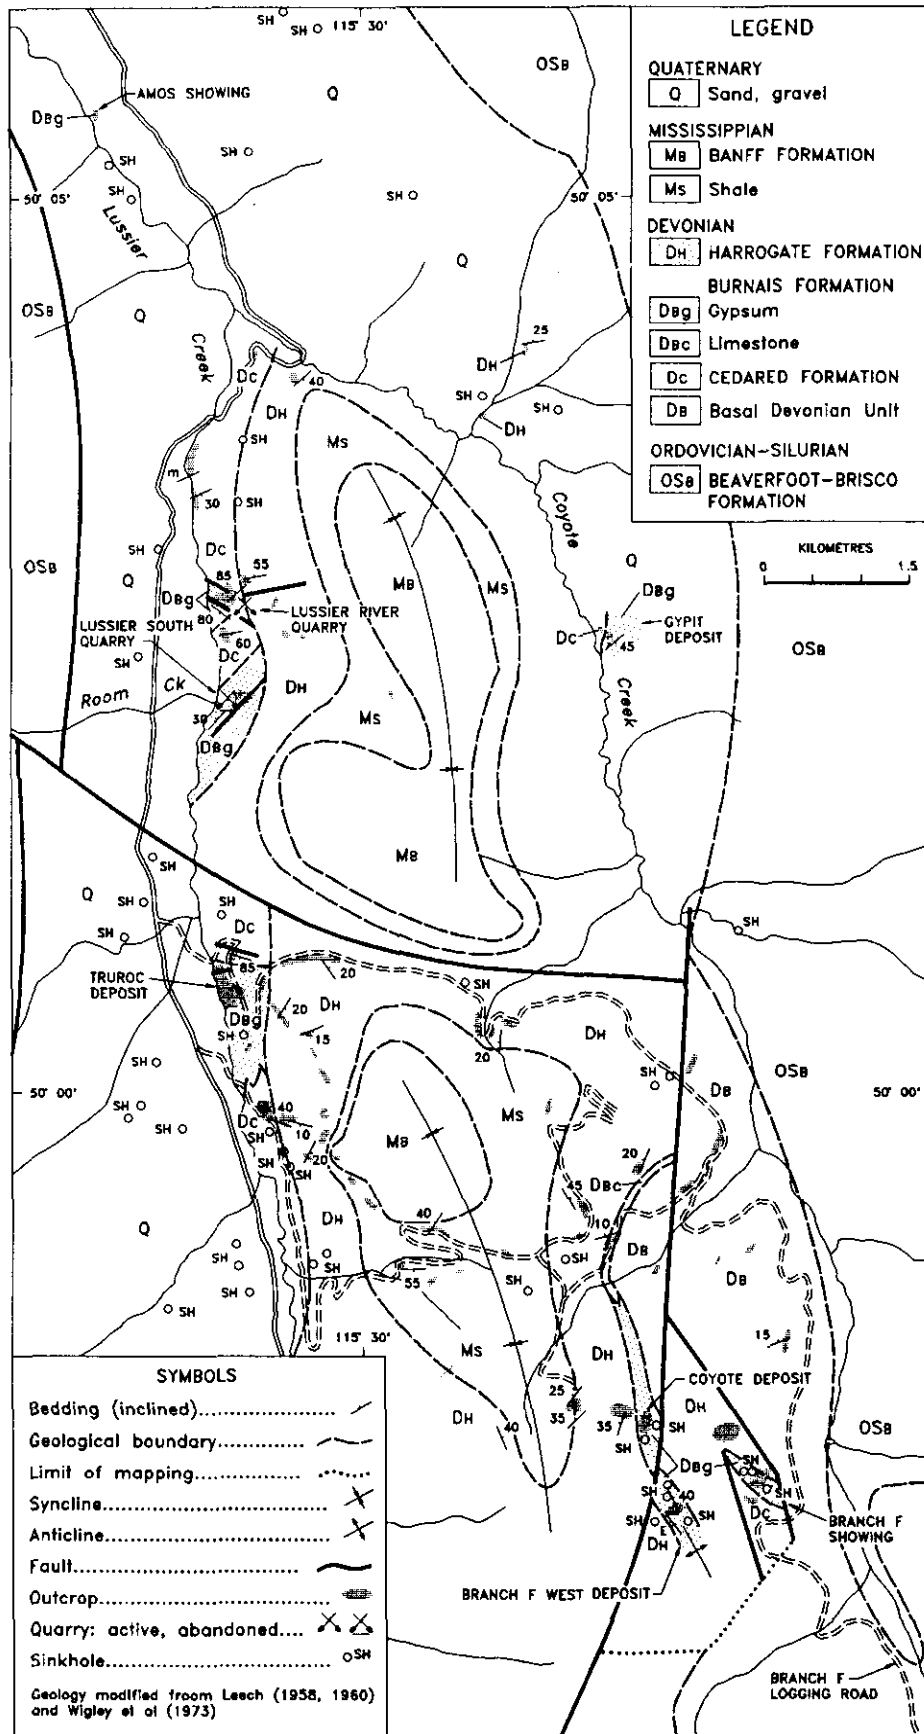 SH
SH
115° 30'
LEGEND
OSB
QUATERNARY
Q Sand, gravel
MISSISSIPPIAN
MB BANFF FORMATION
MS Shale
DEVONIAN
DH HARROGATE FORMATION
BURNAIS FORMATION
DBg Gypsum
DBc Limestone
DC CEDARED FORMATION
DB Basal Devonian Unit
ORDOVICIAN-SILURIAN
OSB BEAVERFOOT-BRISCO
FORMATION
KILOMETRES
0 1.5
AMOS SHOWING
DBg
Q
SH
SH
SH
SH
50° 05'
50° 05'
Lussier
Q
OSB
Q
Creek
DC
40
DH
25
DH
SH
SH
DH
MS
SH
m
30
SH
Coyote
Q
SH
DC
OSB
Q
85
55
DBg
80
MB
MS
DBg
LUSSIER RIVER
QUARRY
LUSSIER SOUTH
QUARRY
60
DC
GYPIT
DEPOSIT
DC
45
SH
DH
OSB
Room Ck
Creek
30
MS
DBg
MB
SH
Q
SH
SH
DC
SH
SH
85
20
SH
TRUROC
DEPOSIT
DH
20
DBg
SH
15
20
DH
SH
SH
OSB
50° 00'
50° 00'
DB
SH
SH
SH
40
DC
10
SH
MS
MB
SH
20
SH
20
DBc
45
10
Q
DH
40
DB
SH
SH
SH
SH
SH
55
SH
DB
SH
115° 30'
15
MS
DH
COYOTE DEPOSIT
25
DH
DH
40
35
35
SH
SH
OSB
DBg
SH
SH
40
SH
SH
SH
DC
E
DH
BRANCH F
SHOWING
BRANCH F WEST DEPOSIT
BRANCH F
LOGGING ROAD
SYMBOLS
Bedding (inclined)
Geological boundary
Limit of mapping
Syncline
Anticline
Fault
Outcrop
Quarry: active, abandoned
Sinkhole SH
Geology modified froom Leech (1958, 1960)
and Wigley et al (1973)